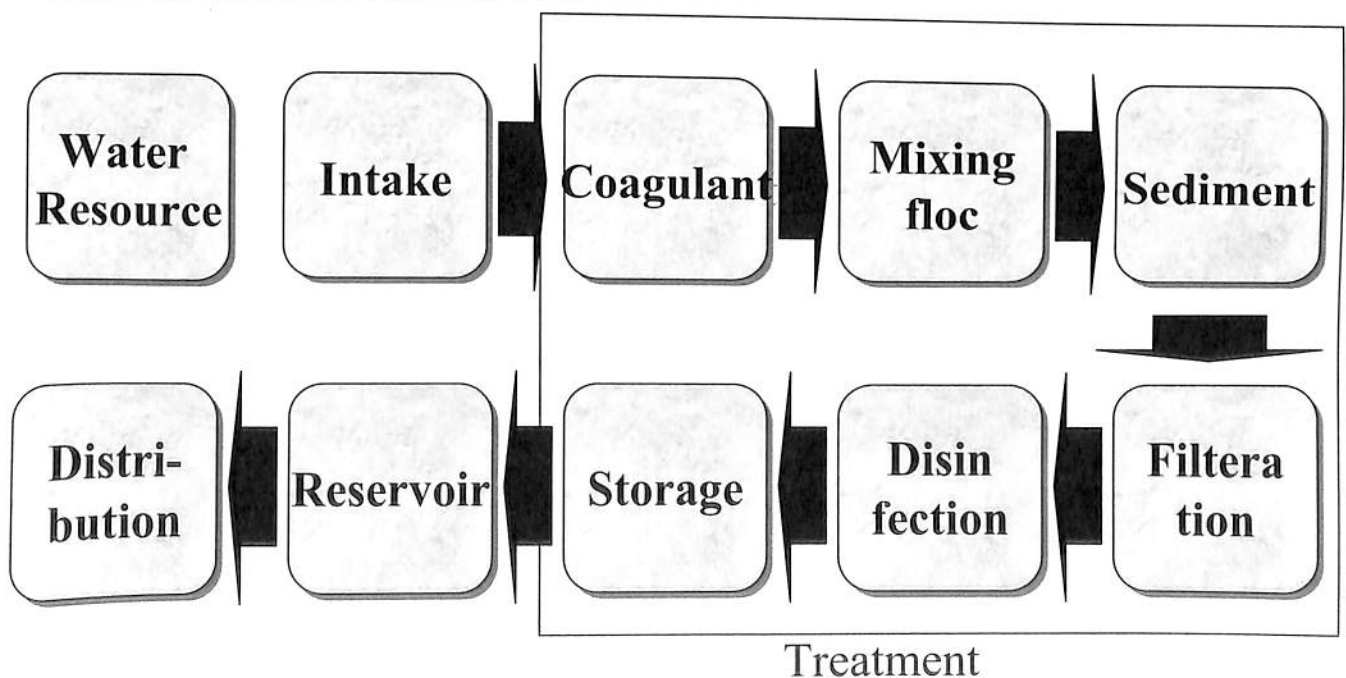 Water
Resource
Intake
Coagulant
Mixing
floc
Sediment
Distri-
bution
Reservoir
Storage
Disin
fection
Filtera
tion
Treatment